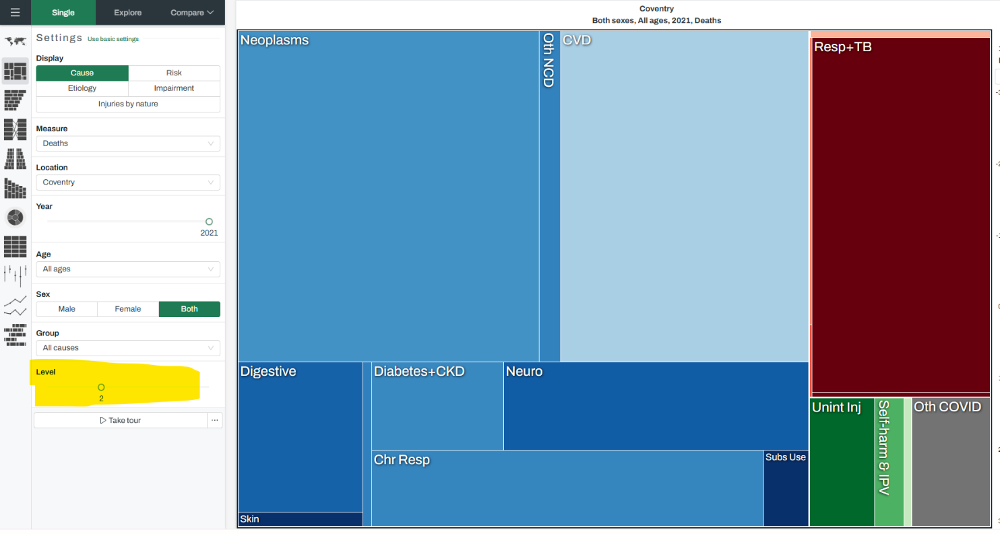 Single Explore Compare
Settings Use basic settings
Display
Cause Risk
Etiology Impairment
Injuries by nature
Measure
Deaths
Location
Coventry
Year
2021
Age
All ages
Sex
Male Female Both
Group
All causes
Level
2
Take tour ...
Coventry
Both sexes, All ages, 2021, Deaths
Neoplasms
Oth NCD
CVD
Resp+TB
Digestive
Diabetes+CKD
Neuro
Chr Resp
Subs Use
Skin
Unint Inj
Self-harm & IPV
Oth COVID